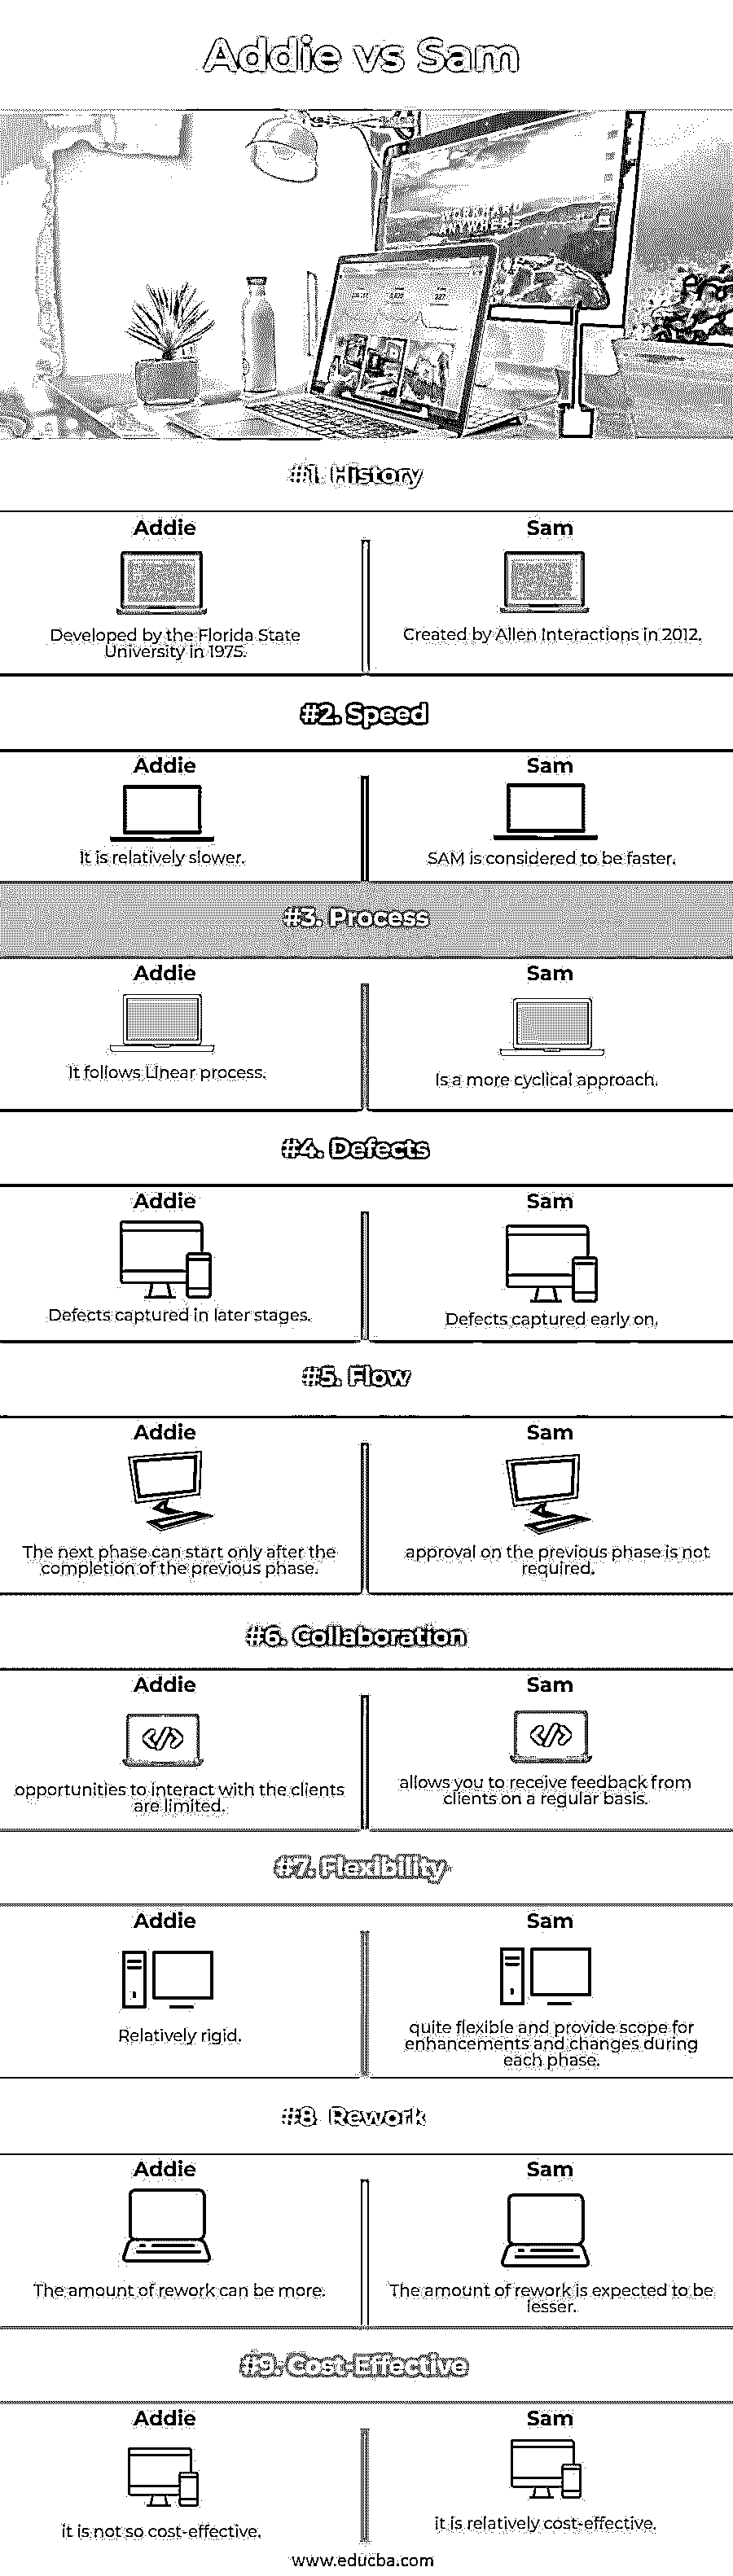 Addie vs Sam
WORK HARD
ANYWHERE
#1. History
Addie
Sam
Developed by the Florida State
University in 1975.
Created by Allen Interactions in 2012.
#2. Speed
Addie
Sam
It is relatively slower.
SAM is considered to be faster.
#3. Process
Addie
Sam
It follows Linear process.
Is a more cyclical approach.
#4. Defects
Addie
Sam
Defects captured in later stages.
Defects captured early on.
#5. Flow
Addie
Sam
The next phase can start only after the
completion of the previous phase.
approval on the previous phase is not
required.
#6. Collaboration
Addie
Sam
opportunities to interact with the clients
are limited.
allows you to receive feedback from
clients on a regular basis.
#7. Flexibility
Addie
Sam
Relatively rigid.
quite flexible and provide scope for
enhancements and changes during
each phase.
#8. Rework
Addie
Sam
The amount of rework can be more.
The amount of rework is expected to be
lesser.
#9. Cost-Effective
Addie
Sam
it is not so cost-effective.
it is relatively cost-effective.
www.educba.com